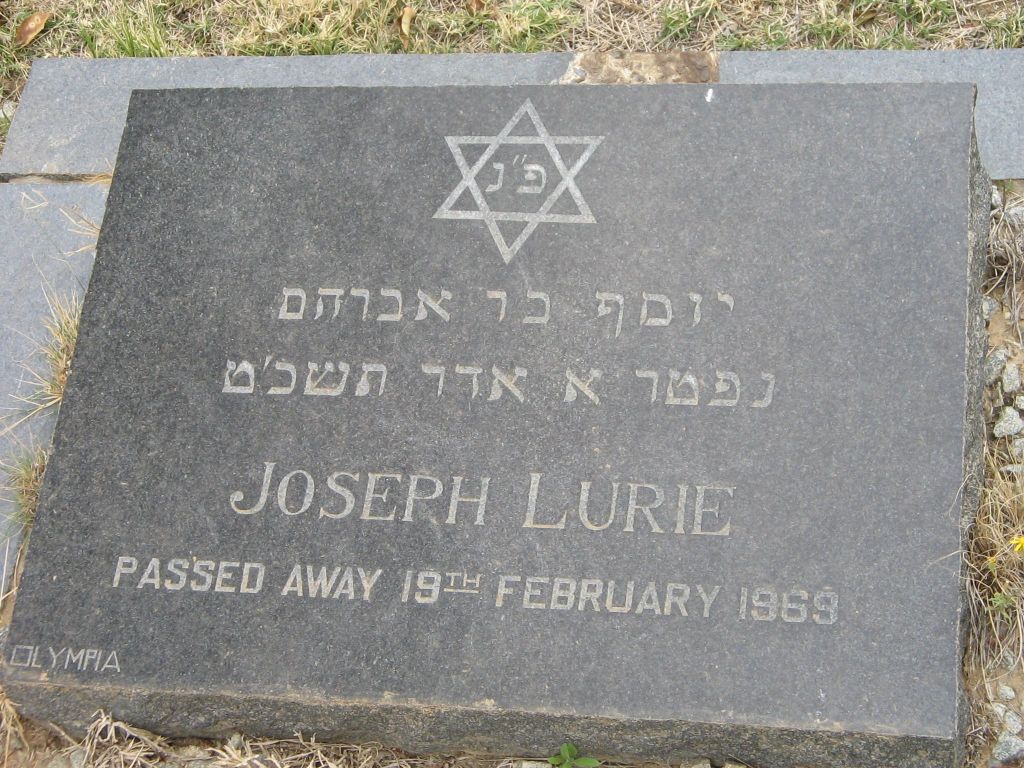 פ"נ
יוסף בר אברהם
נפטר א אדר תשכ'ט
JOSEPH LURIE
PASSED AWAY 19TH FEBRUARY 1969
OLYMPIA